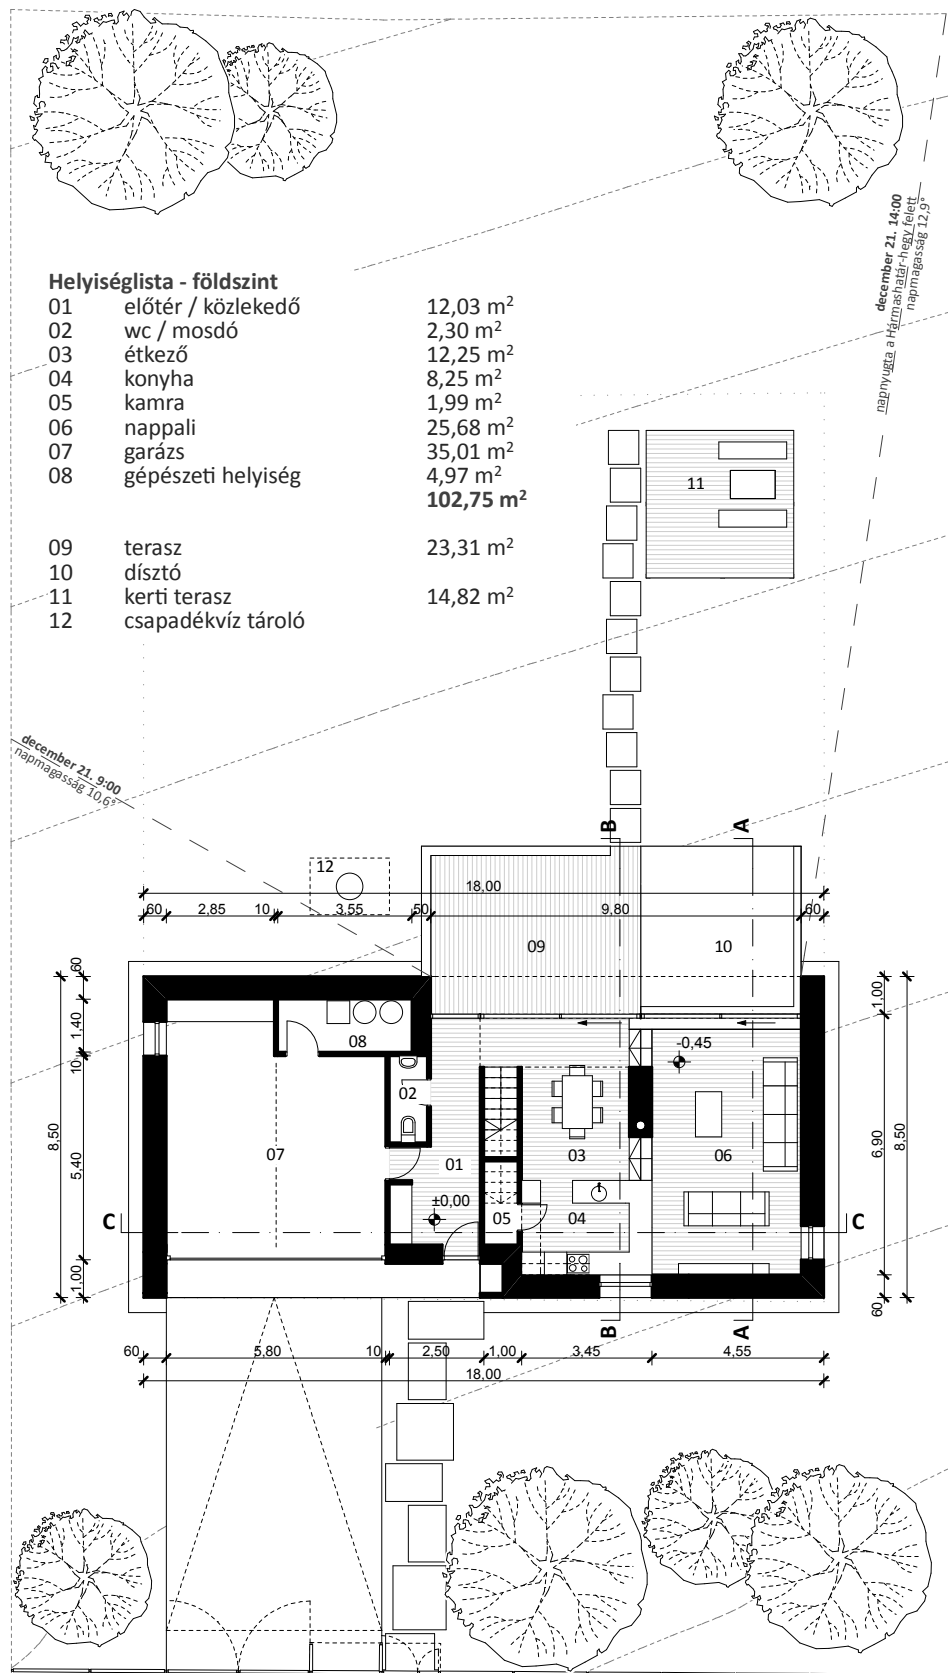 december 21. 14:00
napnyugta a Hármashatár-hegy felett
napmagasság 12,9°
Helyiséglista - földszint
01 előtér / közlekedő 12,03 m²
02 wc / mosdó 2,30 m²
03 étkező 12,25 m²
04 konyha 8,25 m²
05 kamra 1,99 m²
06 nappali 25,68 m²
07 garázs 35,01 m²
08 gépészeti helyiség 4,97 m²
102,75 m²
09 terasz 23,31 m²
10 dísztó
11 kerti terasz 14,82 m²
12 csapadékvíz tároló
11
december 21. 9:00
napmagasság 10,6°
B A
12
18,00
60 2,85 10 3,55 50 9,80 60
09 10
60 1,40 10 5,40 1,00
8,50
1,00 6,90 60
8,50
08
-0,45
02
07 01 03 06
±0,00
05 04
C C
B A
60 5,80 10 2,50 1,00 3,45 4,55
18,00